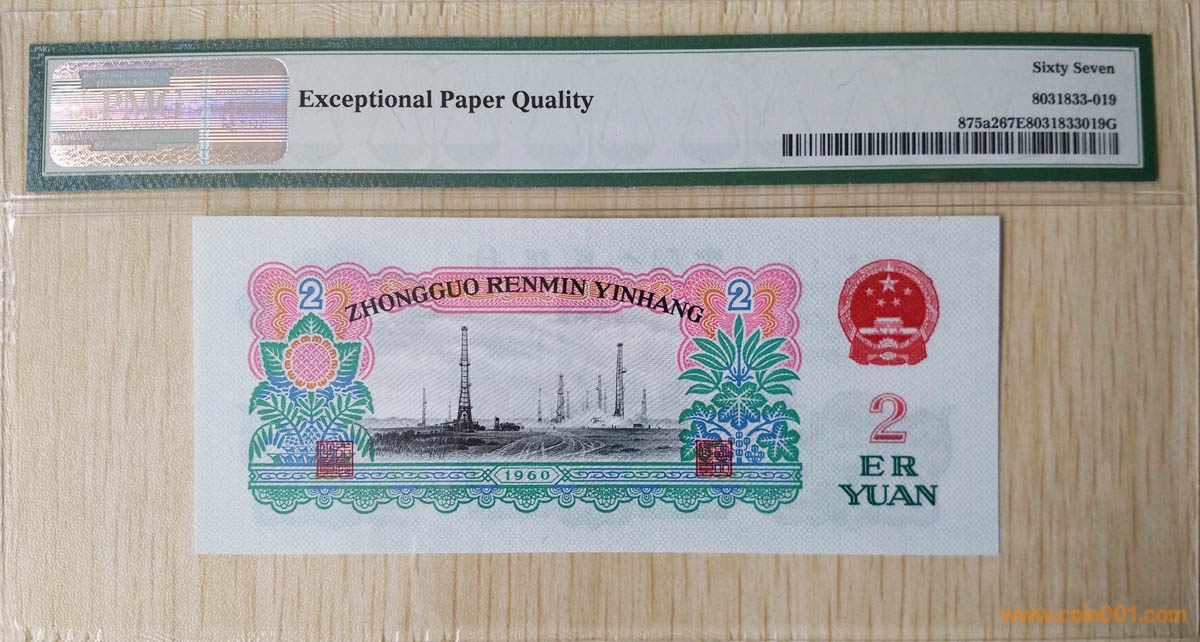 PMG
Exceptional Paper Quality
Sixty Seven
8031833-019
875a267E8031833019G
2
ZHONGGUO RENMIN YINHANG
2
1960
2
ER
YUAN
www.coin001.com